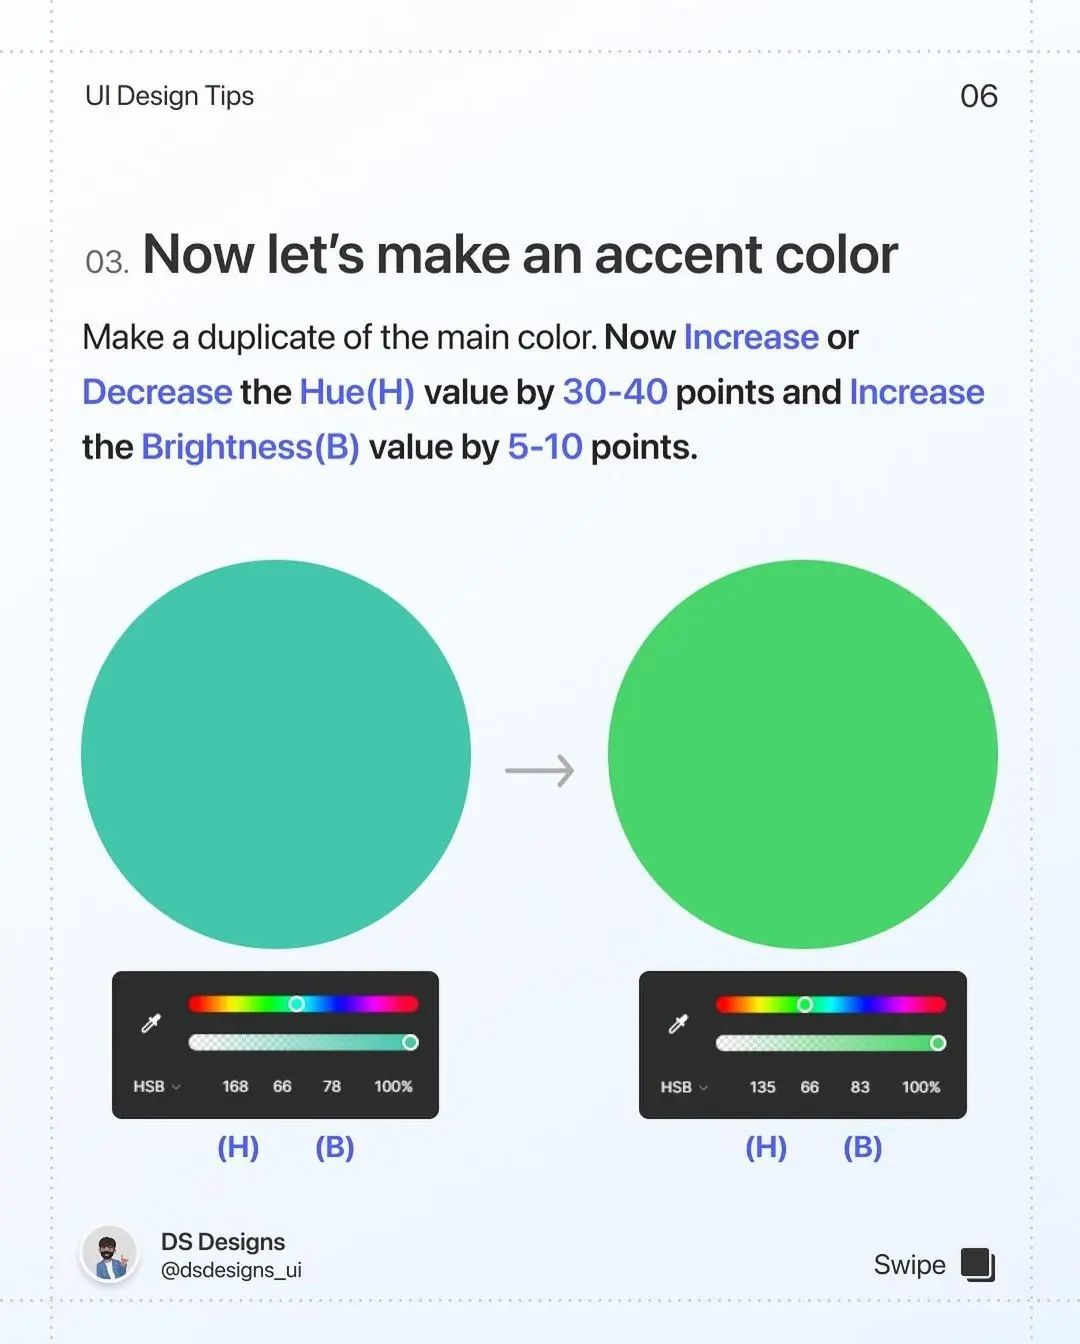 UI Design Tips
06
03. Now let’s make an accent color
Make a duplicate of the main color. Now Increase or
Decrease the Hue(H) value by 30-40 points and Increase
the Brightness(B) value by 5-10 points.
HSB 168 66 78 100%
(H) (B)
HSB 135 66 83 100%
(H) (B)
DS Designs
@dsdesigns_ui
Swipe